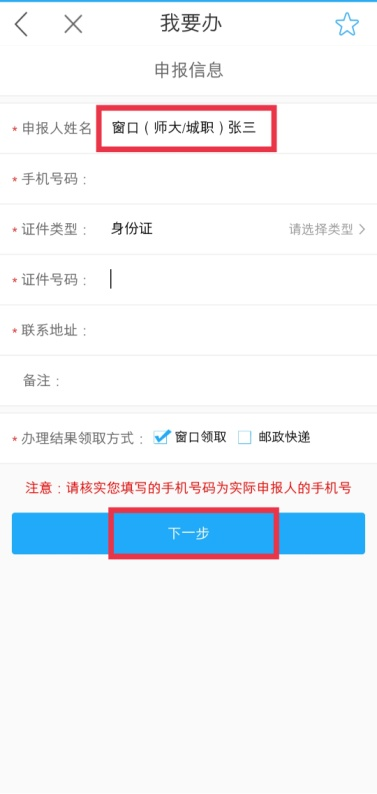 我要办
申报信息
* 申报人姓名 窗口（师大/城职）张三
* 手机号码：
* 证件类型： 身份证 请选择类型
* 证件号码：
* 联系地址：
备注：
* 办理结果领取方式： 窗口领取 邮政快递
注意：请核实您填写的手机号码为实际申报人的手机号
下一步